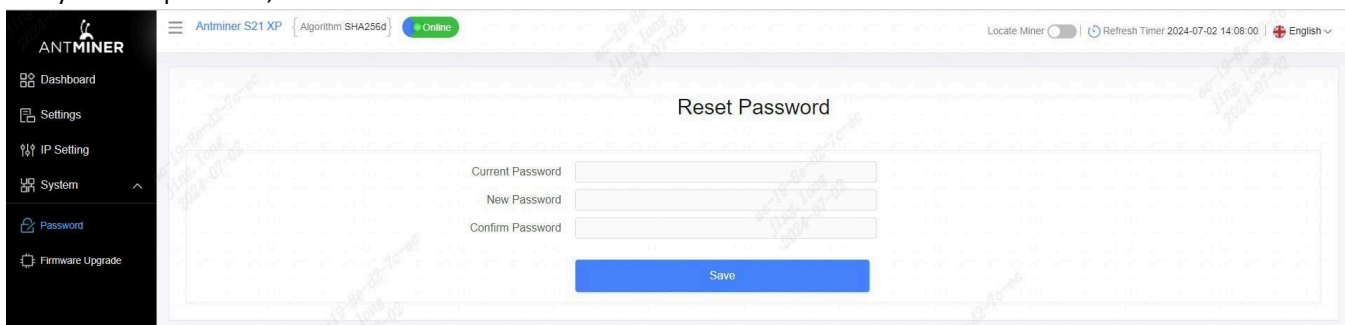 ANTMINER
Antminer S21 XP { Algorithm SHA256d } Online
Locate Miner | Refresh Timer 2024-07-02 14:08:00 | English
Dashboard
Settings
IP Setting
System
Password
Firmware Upgrade
Reset Password
Current Password
New Password
Confirm Password
Save